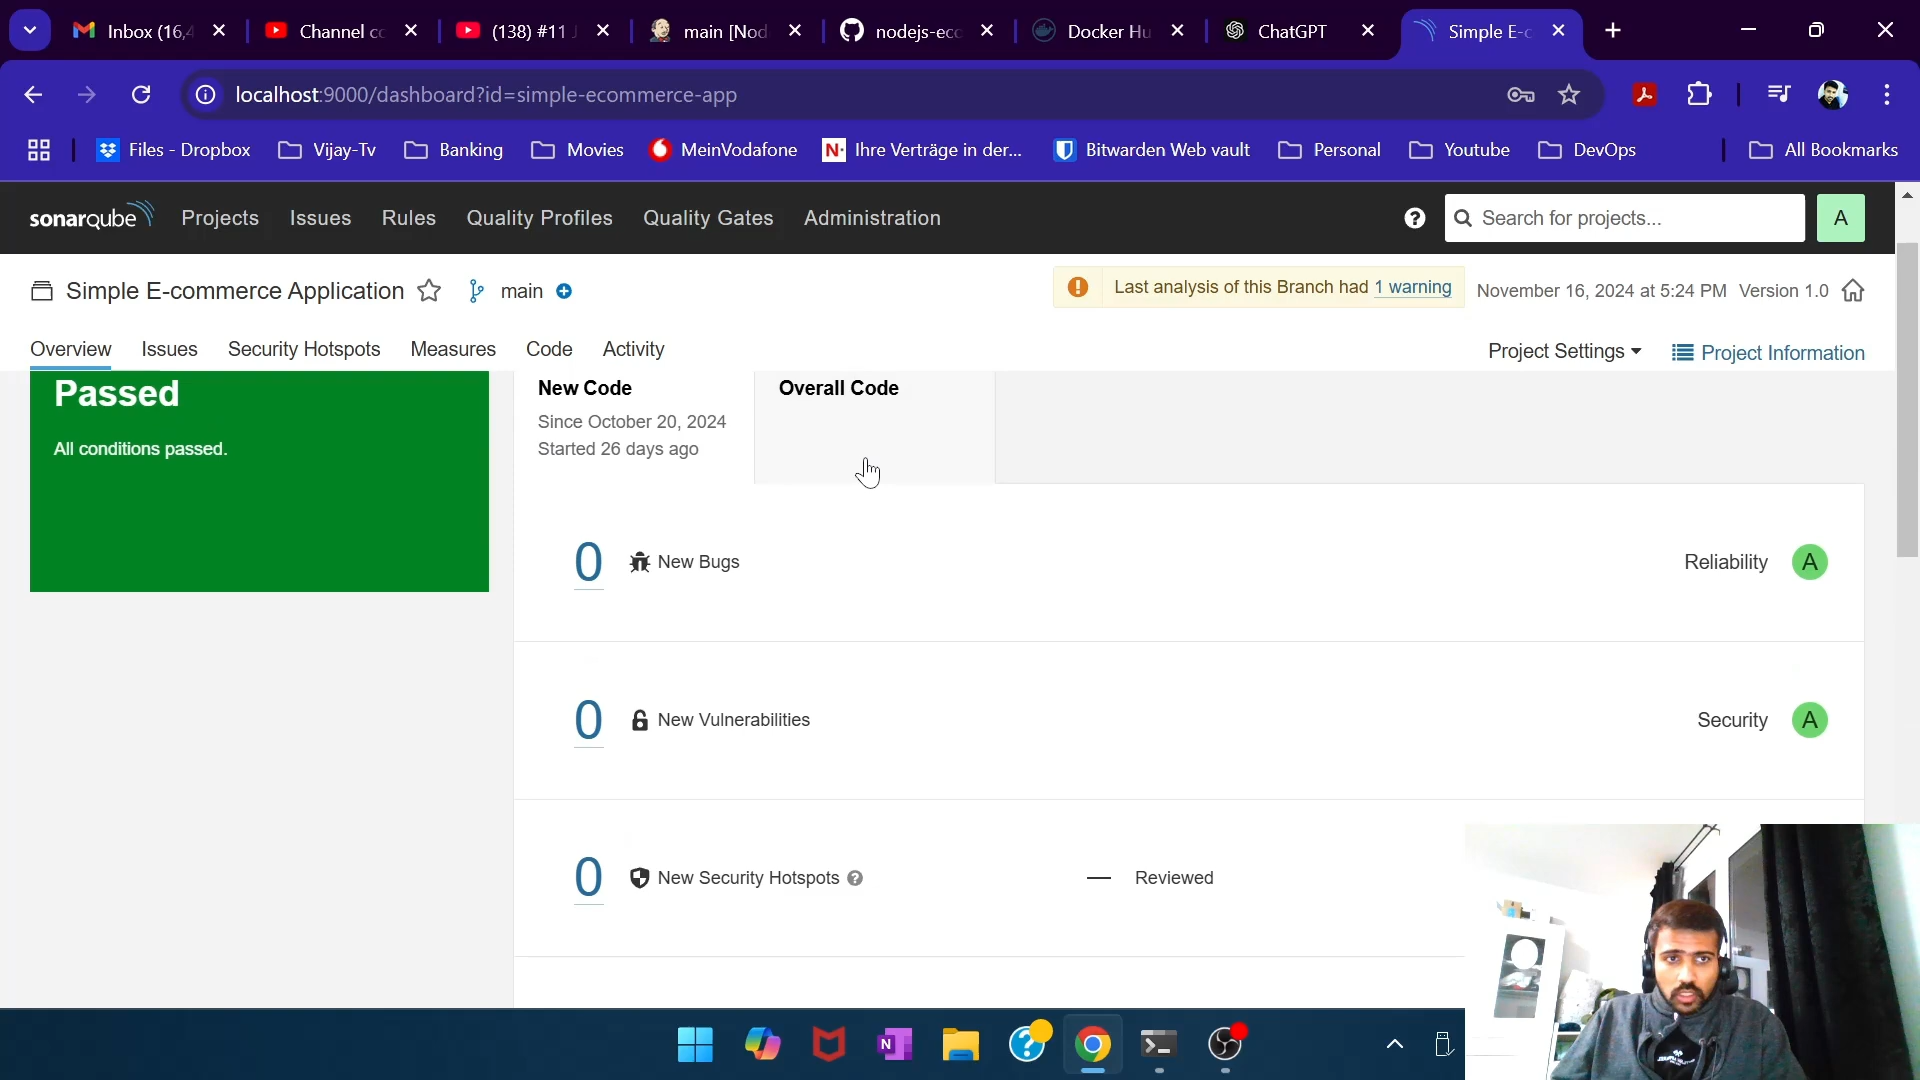 Inbox (16,4
Channel cc
(138) #11 J
main [Nod
nodejs-ecc
Docker Hu
ChatGPT
Simple E-c
localhost:9000/dashboard?id=simple-ecommerce-app
Files - Dropbox
Vijay-Tv
Banking
Movies
MeinVodafone
N· Ihre Verträge in der...
Bitwarden Web vault
Personal
Youtube
DevOps
All Bookmarks
sonarqube
Projects
Issues
Rules
Quality Profiles
Quality Gates
Administration
?
Search for projects...
A
Simple E-commerce Application
main
Last analysis of this Branch had 1 warning
November 16, 2024 at 5:24 PM Version 1.0
Overview
Issues
Security Hotspots
Measures
Code
Activity
Project Settings
Project Information
Passed
All conditions passed.
New Code
Since October 20, 2024
Started 26 days ago
Overall Code
0 New Bugs
Reliability A
0 New Vulnerabilities
Security A
0 New Security Hotspots ?
— Reviewed
N
?